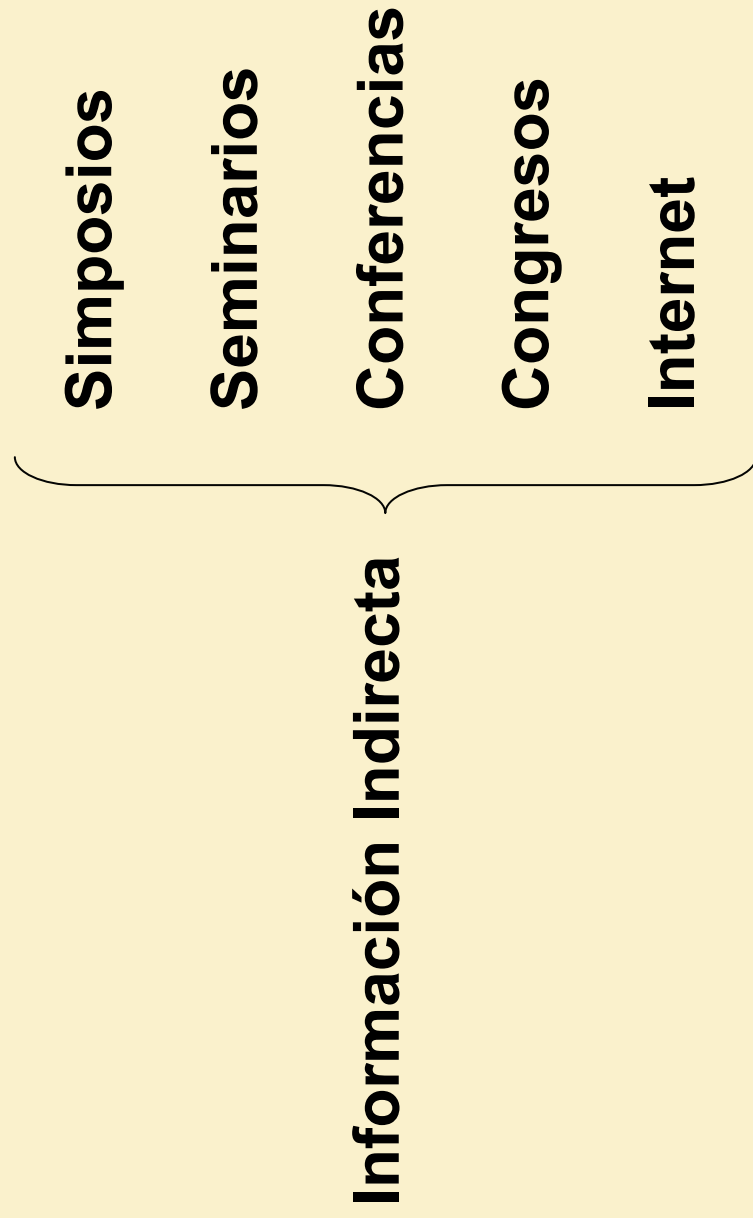 Información Indirecta
Simposios
Seminarios
Conferencias
Congresos
Internet